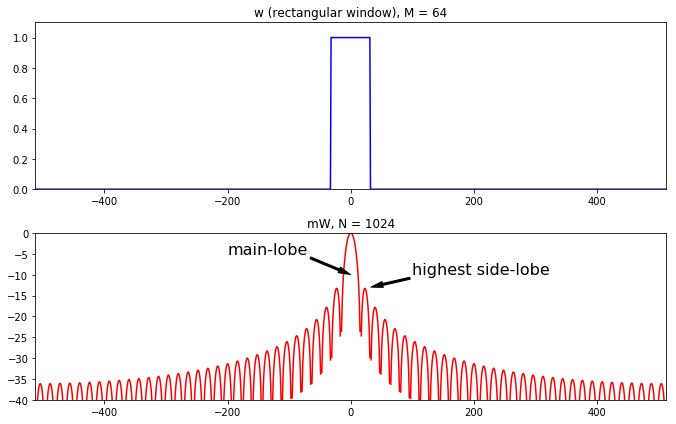 w (rectangular window), M = 64
1.0
0.8
0.6
0.4
0.2
0.0
−400 −200 0 200 400
mW, N = 1024
0
−5
−10
−15
−20
−25
−30
−35
−40
main-lobe
highest side-lobe
−400 −200 0 200 400